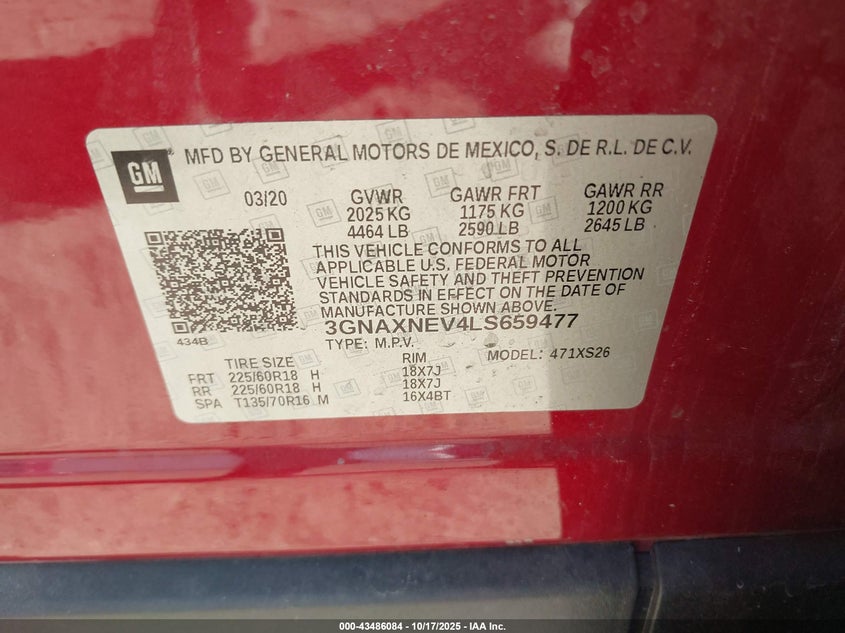 GM
MFD BY GENERAL MOTORS DE MEXICO, S. DE R.L. DE C.V.
03/20 GVWR GAWR FRT GAWR RR
2025 KG 1175 KG 1200 KG
4464 LB 2590 LB 2645 LB
THIS VEHICLE CONFORMS TO ALL
APPLICABLE U.S. FEDERAL MOTOR
VEHICLE SAFETY AND THEFT PREVENTION
STANDARDS IN EFFECT ON THE DATE OF
MANUFACTURE SHOWN ABOVE.
434B
3GNAXNEV4LS659477
TYPE: M.P.V. MODEL: 471XS26
TIRE SIZE RIM
FRT 225/60R18 H 18X7J
RR 225/60R18 H 18X7J
SPA T135/70R16 M 16X4BT
000-43486084 - 10/17/2025 - IAA Inc.